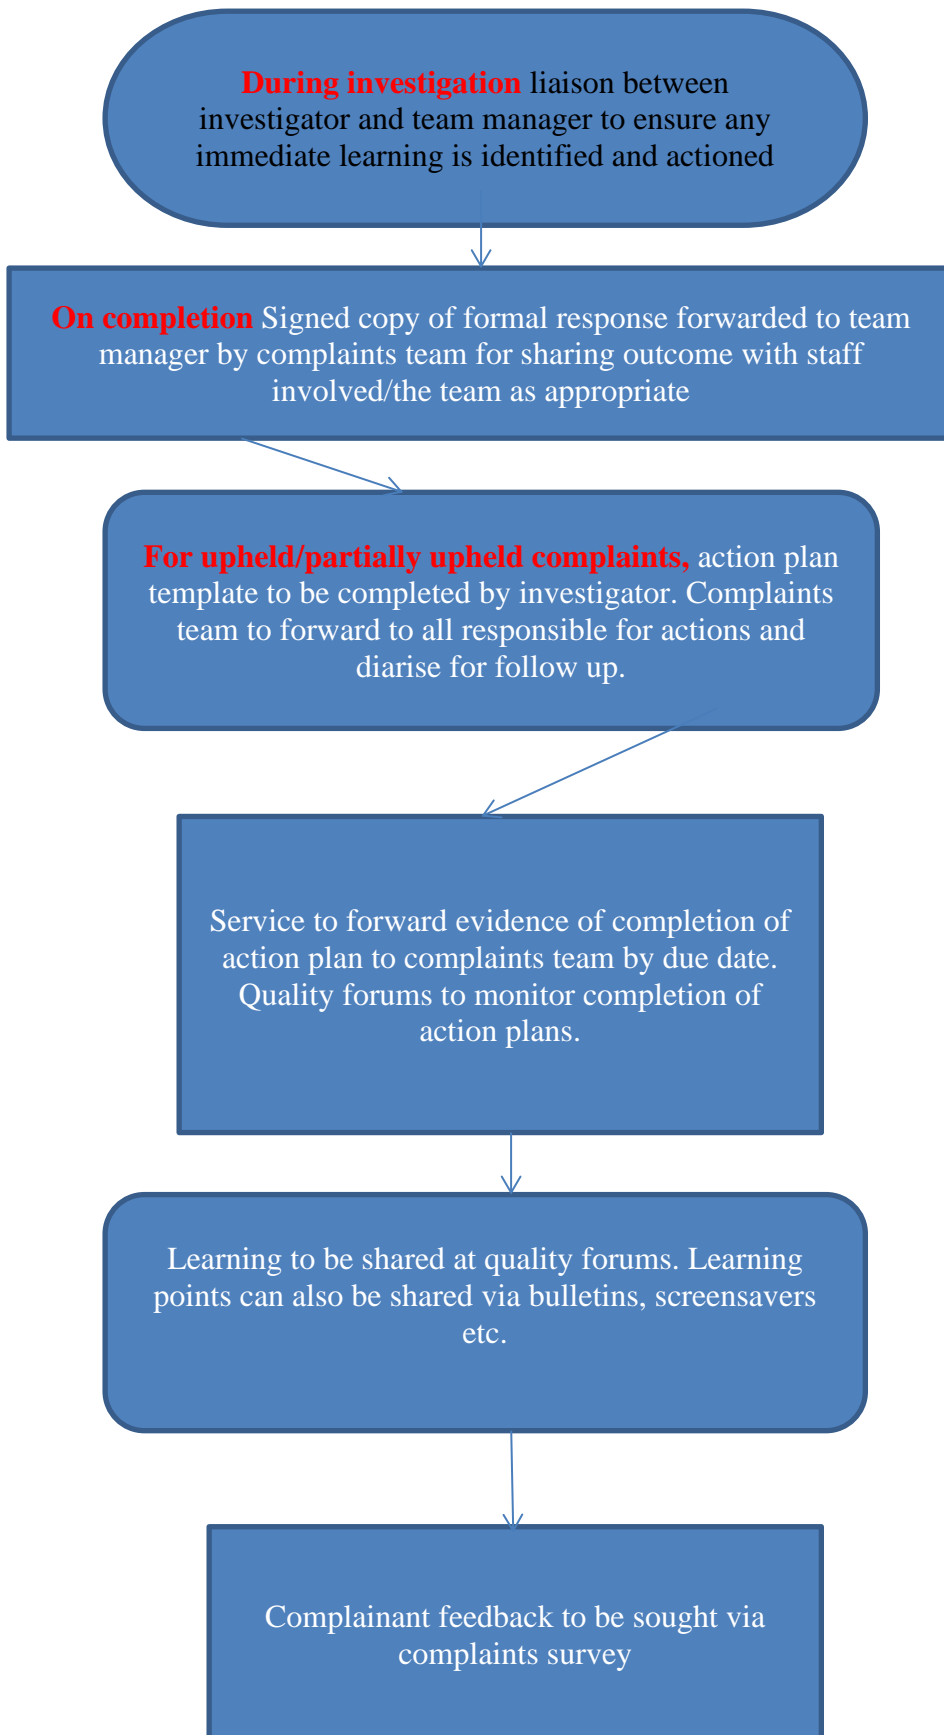 During investigation liaison between
investigator and team manager to ensure any
immediate learning is identified and actioned
On completion Signed copy of formal response forwarded to team
manager by complaints team for sharing outcome with staff
involved/the team as appropriate
For upheld/partially upheld complaints, action plan
template to be completed by investigator. Complaints
team to forward to all responsible for actions and
diarise for follow up.
Service to forward evidence of completion of
action plan to complaints team by due date.
Quality forums to monitor completion of
action plans.
Learning to be shared at quality forums. Learning
points can also be shared via bulletins, screensavers
etc.
Complainant feedback to be sought via
complaints survey